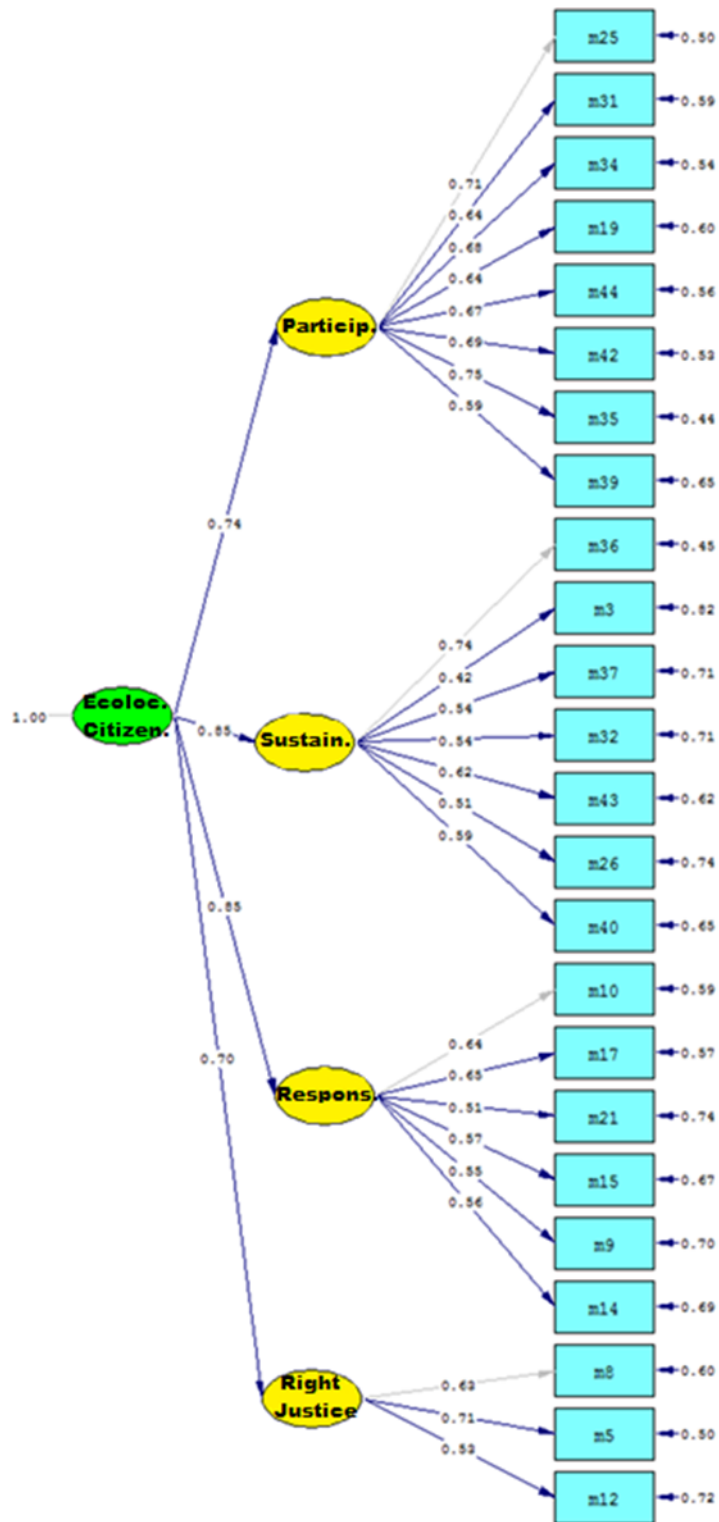 m25
0.50
m31
0.59
m34
0.54
m19
0.60
m44
0.56
m42
0.53
m35
0.44
m39
0.65
0.71
0.64
0.68
0.64
0.67
0.69
0.75
0.59
Particip.
0.74
m36
0.45
m3
0.82
m37
0.71
m32
0.71
m43
0.62
m26
0.74
m40
0.65
0.74
0.42
0.54
0.54
0.62
0.51
0.59
1.00
Ecoloc.
Citizen.
0.85
Sustain.
0.85
m10
0.59
m17
0.57
m21
0.74
m15
0.67
m9
0.70
m14
0.69
0.64
0.65
0.51
0.57
0.55
0.56
Respons.
0.70
m8
0.60
m5
0.50
m12
0.72
0.63
0.71
0.53
Right
Justice